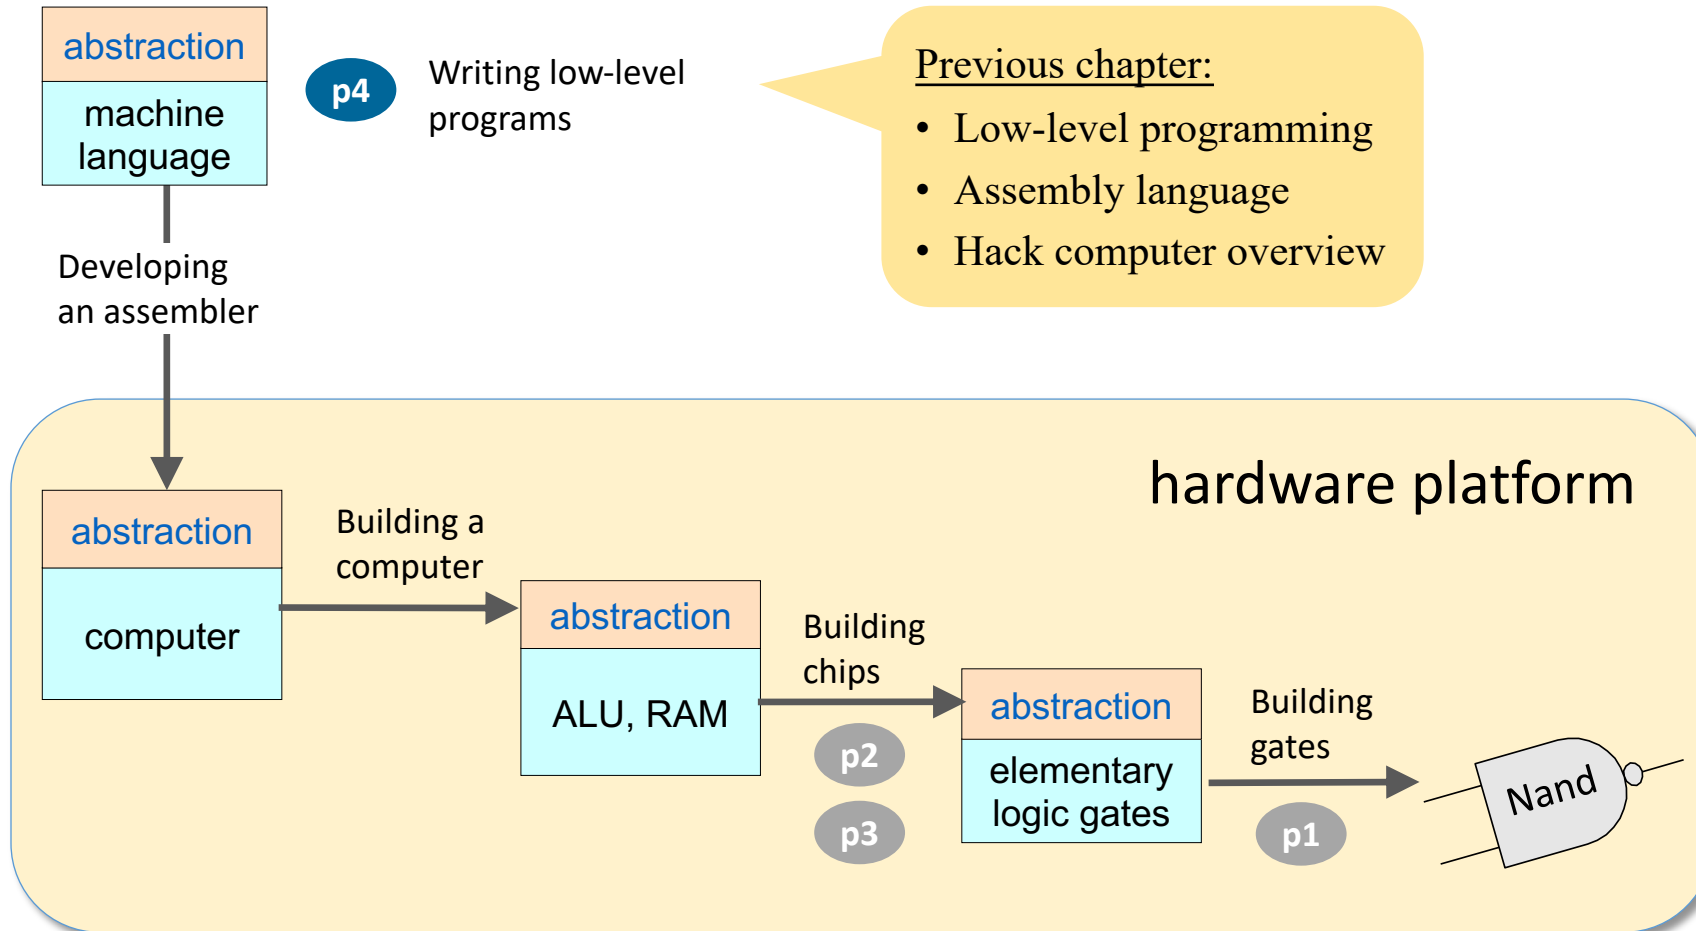 abstraction
machine
language
p4
Writing low-level
programs
Previous chapter:
• Low-level programming
• Assembly language
• Hack computer overview
Developing
an assembler
hardware platform
abstraction
computer
Building a
computer
abstraction
ALU, RAM
Building
chips
p2
p3
abstraction
elementary
logic gates
Building
gates
p1
Nand